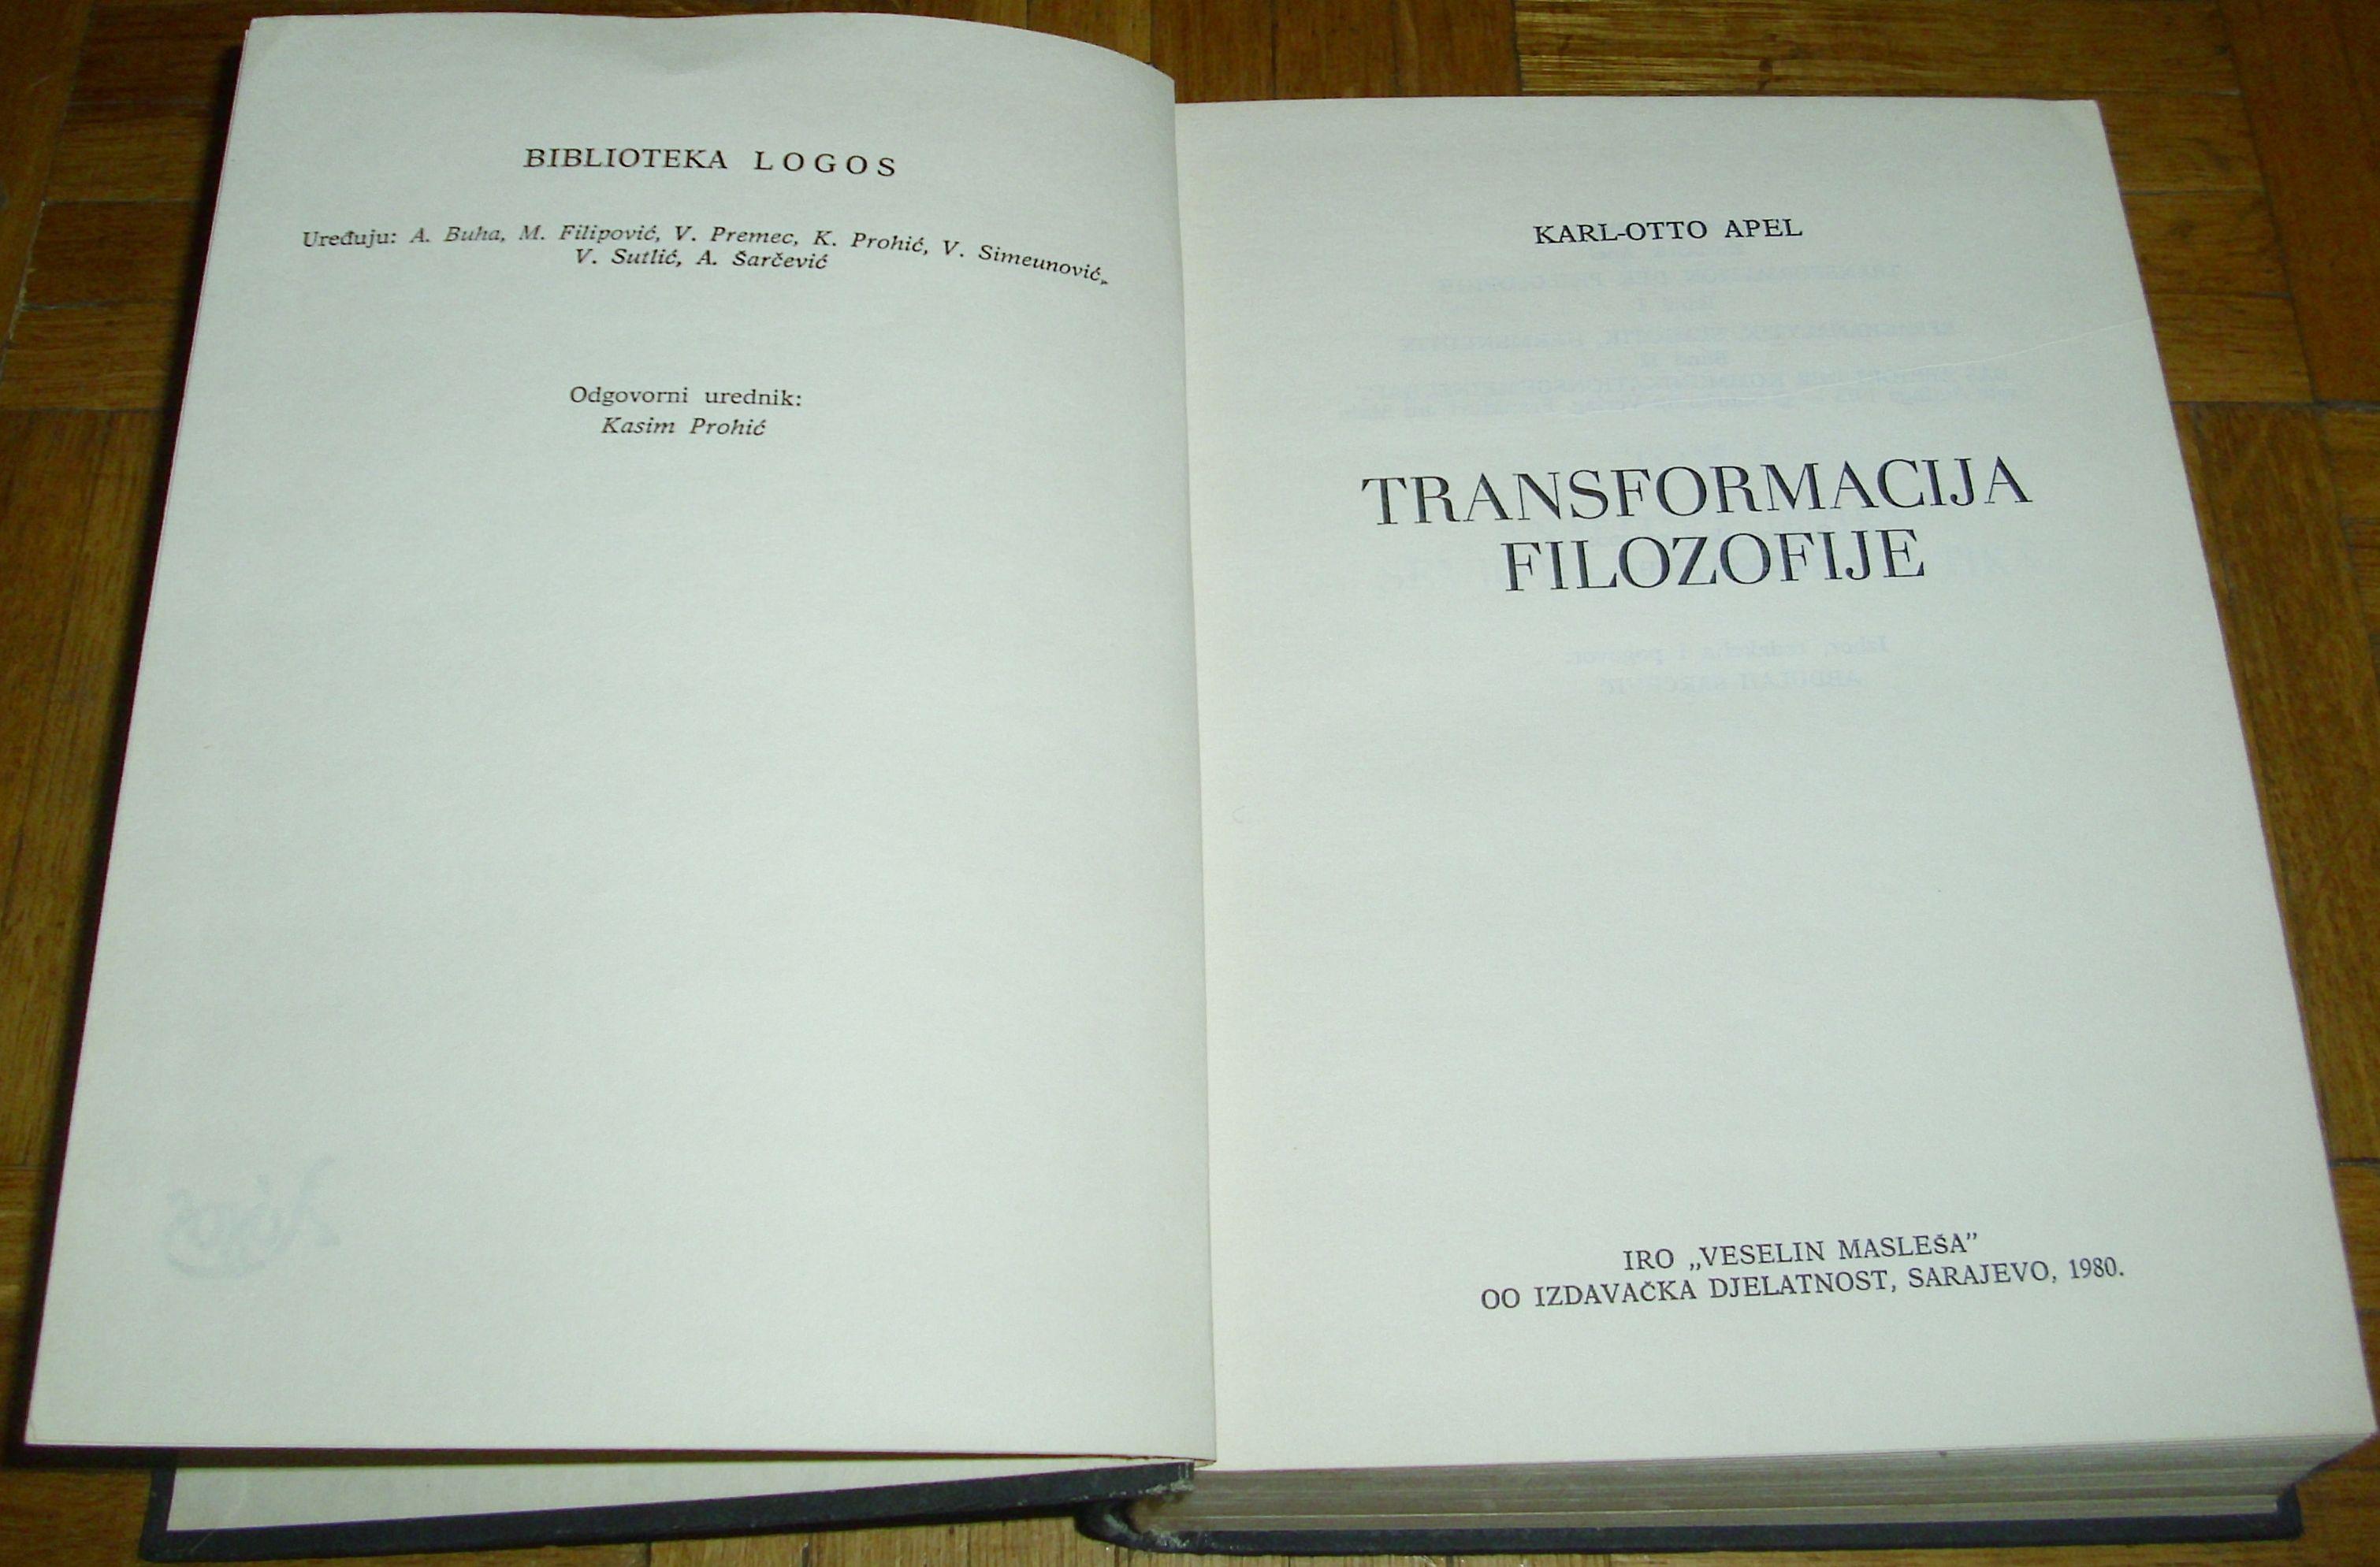 BIBLIOTEKA LOGOS
Uređuju: A. Buha, M. Filipović, V. Premec, K. Prohić, V. Simeunović,
V. Sutlić, A. Šarčević
Odgovorni urednik:
Kasim Prohić
KARL-OTTO APEL
TRANSFORMACIJA
FILOZOFIJE
IRO „VESELIN MASLEŠA”
OO IZDAVAČKA DJELATNOST, SARAJEVO, 1980.